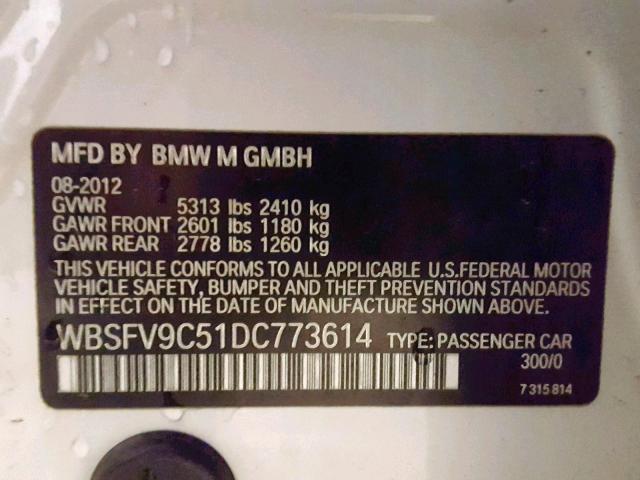 MFD BY BMW M GMBH
08-2012
GVWR 5313 lbs 2410 kg
GAWR FRONT 2601 lbs 1180 kg
GAWR REAR 2778 lbs 1260 kg
THIS VEHICLE CONFORMS TO ALL APPLICABLE U.S.FEDERAL MOTOR
VEHICLE SAFETY, BUMPER AND THEFT PREVENTION STANDARDS
IN EFFECT ON THE DATE OF MANUFACTURE SHOWN ABOVE.
WBSFV9C51DC773614 TYPE: PASSENGER CAR
300/0
7 315 814